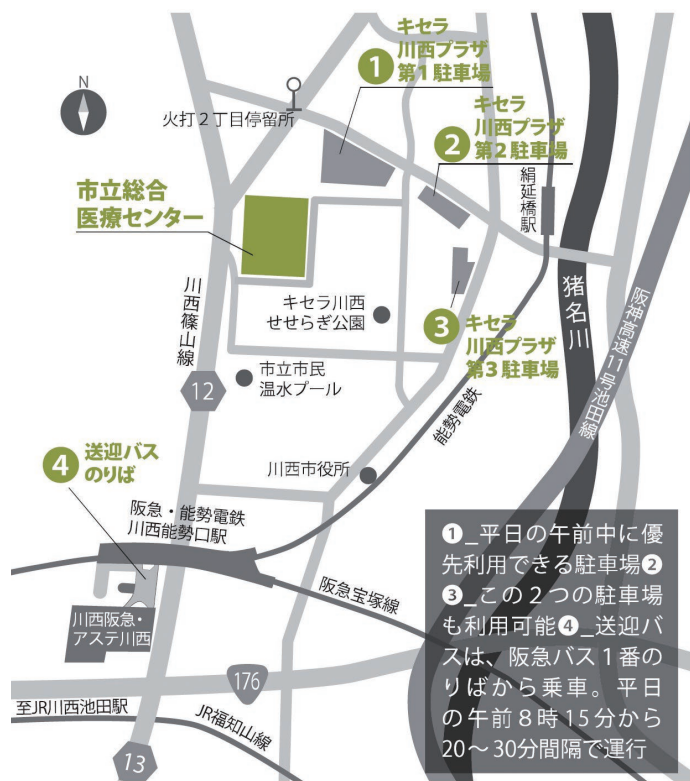 N
火打２丁目停留所
❶
キセラ
川西プラザ
第1駐車場
❷
キセラ
川西プラザ
第2駐車場
絹延橋駅
市立総合
医療センター
川西篠山線
12
キセラ川西
せせらぎ公園
❸
キセラ
川西プラザ
第3駐車場
猪名川
阪神高速11号池田線
市立市民
温水プール
能勢電鉄
❹
送迎バス
のりば
川西市役所
阪急・能勢電鉄
川西能勢口駅
阪急宝塚線
川西阪急・
アステ川西
176
至JR川西池田駅
JR福知山線
13
❶_平日の午前中に優
先利用できる駐車場❷
❸_この２つの駐車場
も利用可能❹_送迎バ
スは、阪急バス１番の
りばから乗車。平日
の午前８時15分から
20〜30分間隔で運行